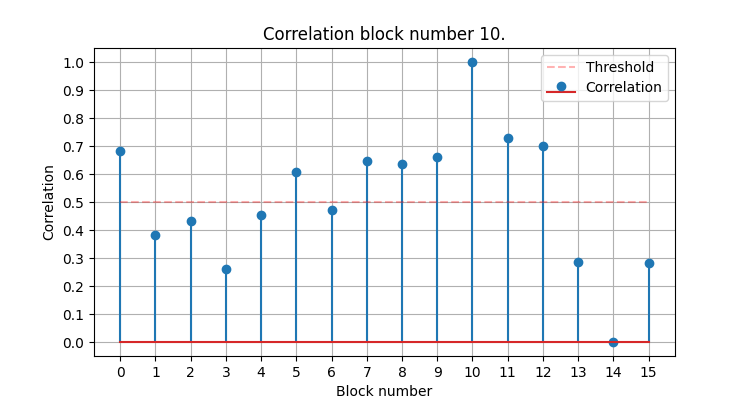 Correlation block number 10.
Threshold
Correlation
Correlation
1.0
0.9
0.8
0.7
0.6
0.5
0.4
0.3
0.2
0.1
0.0
0 1 2 3 4 5 6 7 8 9 10 11 12 13 14 15
Block number